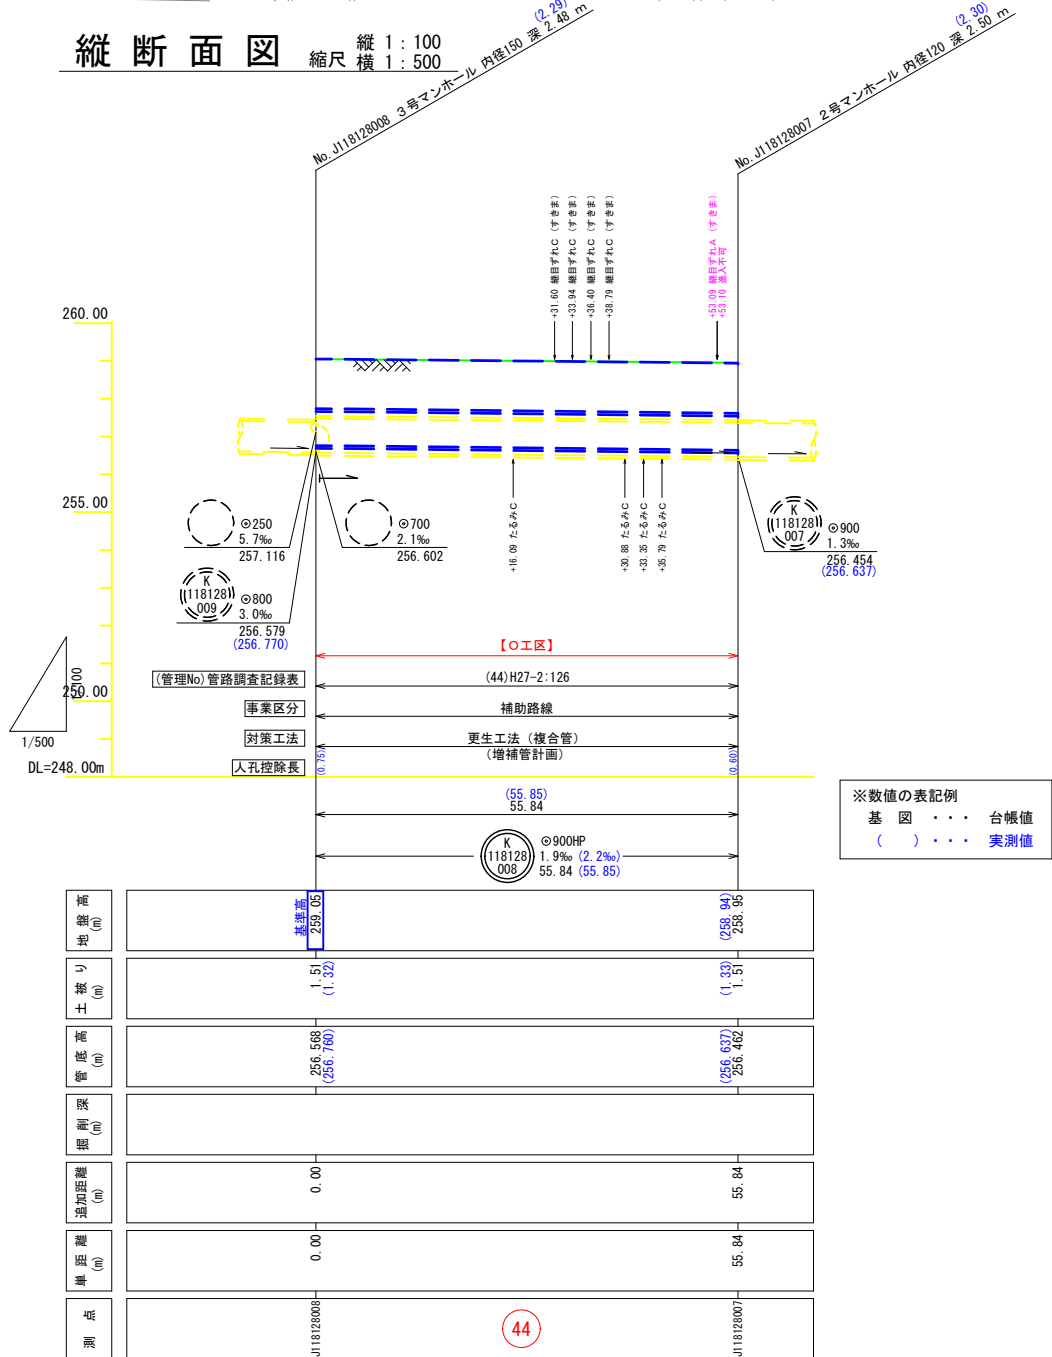 縦断面図
縮尺
縦 1：100
横 1：500
(2.29)
No.J118128008 3号マンホール 内径150 深 2.48 m
(2.30)
No.J118128007 2号マンホール 内径120 深 2.50 m
+31.60 継目ずれC（すきま）
+33.94 継目ずれC（すきま）
+36.40 継目ずれC（すきま）
+38.79 継目ずれC（すきま）
+53.09 継目ずれA（すきま）
+53.10 進入不可
260.00
255.00
250.00
1/100
1/500
DL=248.00m
◎250
5.7‰
257.116
◎700
2.1‰
256.602
K
118128
009
◎800
3.0‰
256.579
(256.770)
K
118128
007
◎900
1.3‰
256.454
(256.637)
+16.09 たるみC
+30.88 たるみC
+33.35 たるみC
+35.79 たるみC
【O工区】
(管理No)管路調査記録表
(44)H27-2:126
事業区分
補助路線
対策工法
更生工法（複合管）
(増補管計画)
人孔控除長
(0.75)
(0.60)
(55.85)
55.84
K
118128
008
◎900HP
1.9‰ (2.2‰)
55.84 (55.85)
※数値の表記例
基　図　・・・　台帳値
（　　）・・・　実測値
地盤高
(m)
基準高
259.05
(258.94)
258.95
土被り
(m)
1.51
(1.32)
(1.33)
1.51
管底高
(m)
256.568
(256.760)
(256.637)
256.462
掘削深
(m)
追加距離
(m)
0.00
55.84
単距離
(m)
0.00
55.84
測点
J118128008
44
J118128007